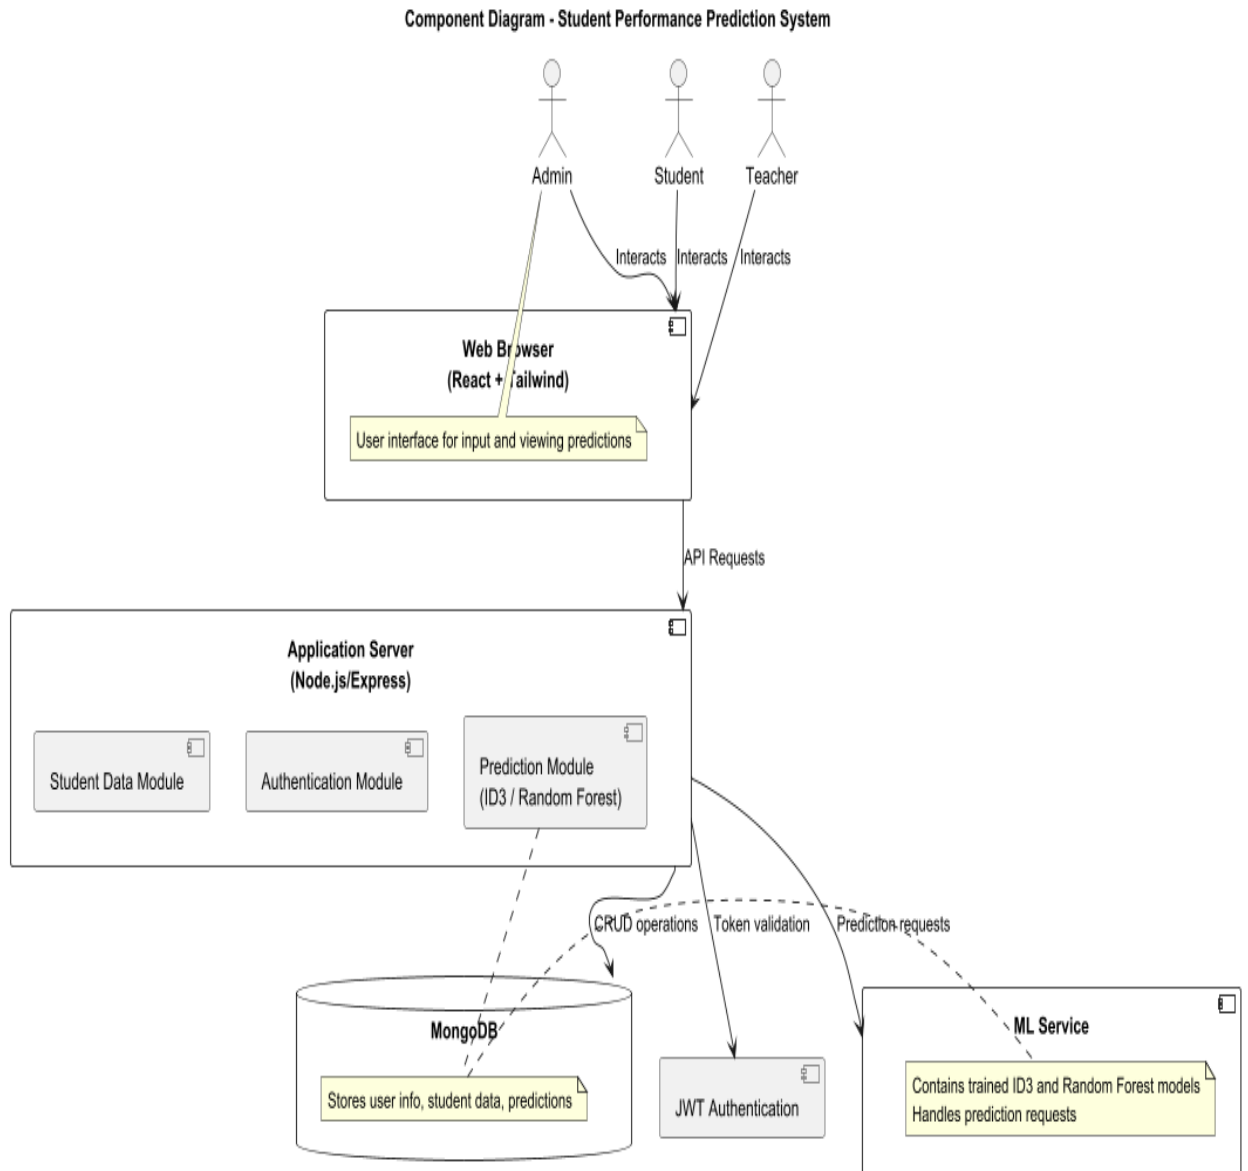 Component Diagram - Student Performance Prediction System
Admin
Student
Teacher
Interacts
Interacts
Interacts
Web Browser
(React + Tailwind)
User interface for input and viewing predictions
API Requests
Application Server
(Node.js/Express)
Student Data Module
Authentication Module
Prediction Module
(ID3 / Random Forest)
CRUD operations
Token validation
Prediction requests
MongoDB
Stores user info, student data, predictions
JWT Authentication
ML Service
Contains trained ID3 and Random Forest models
Handles prediction requests